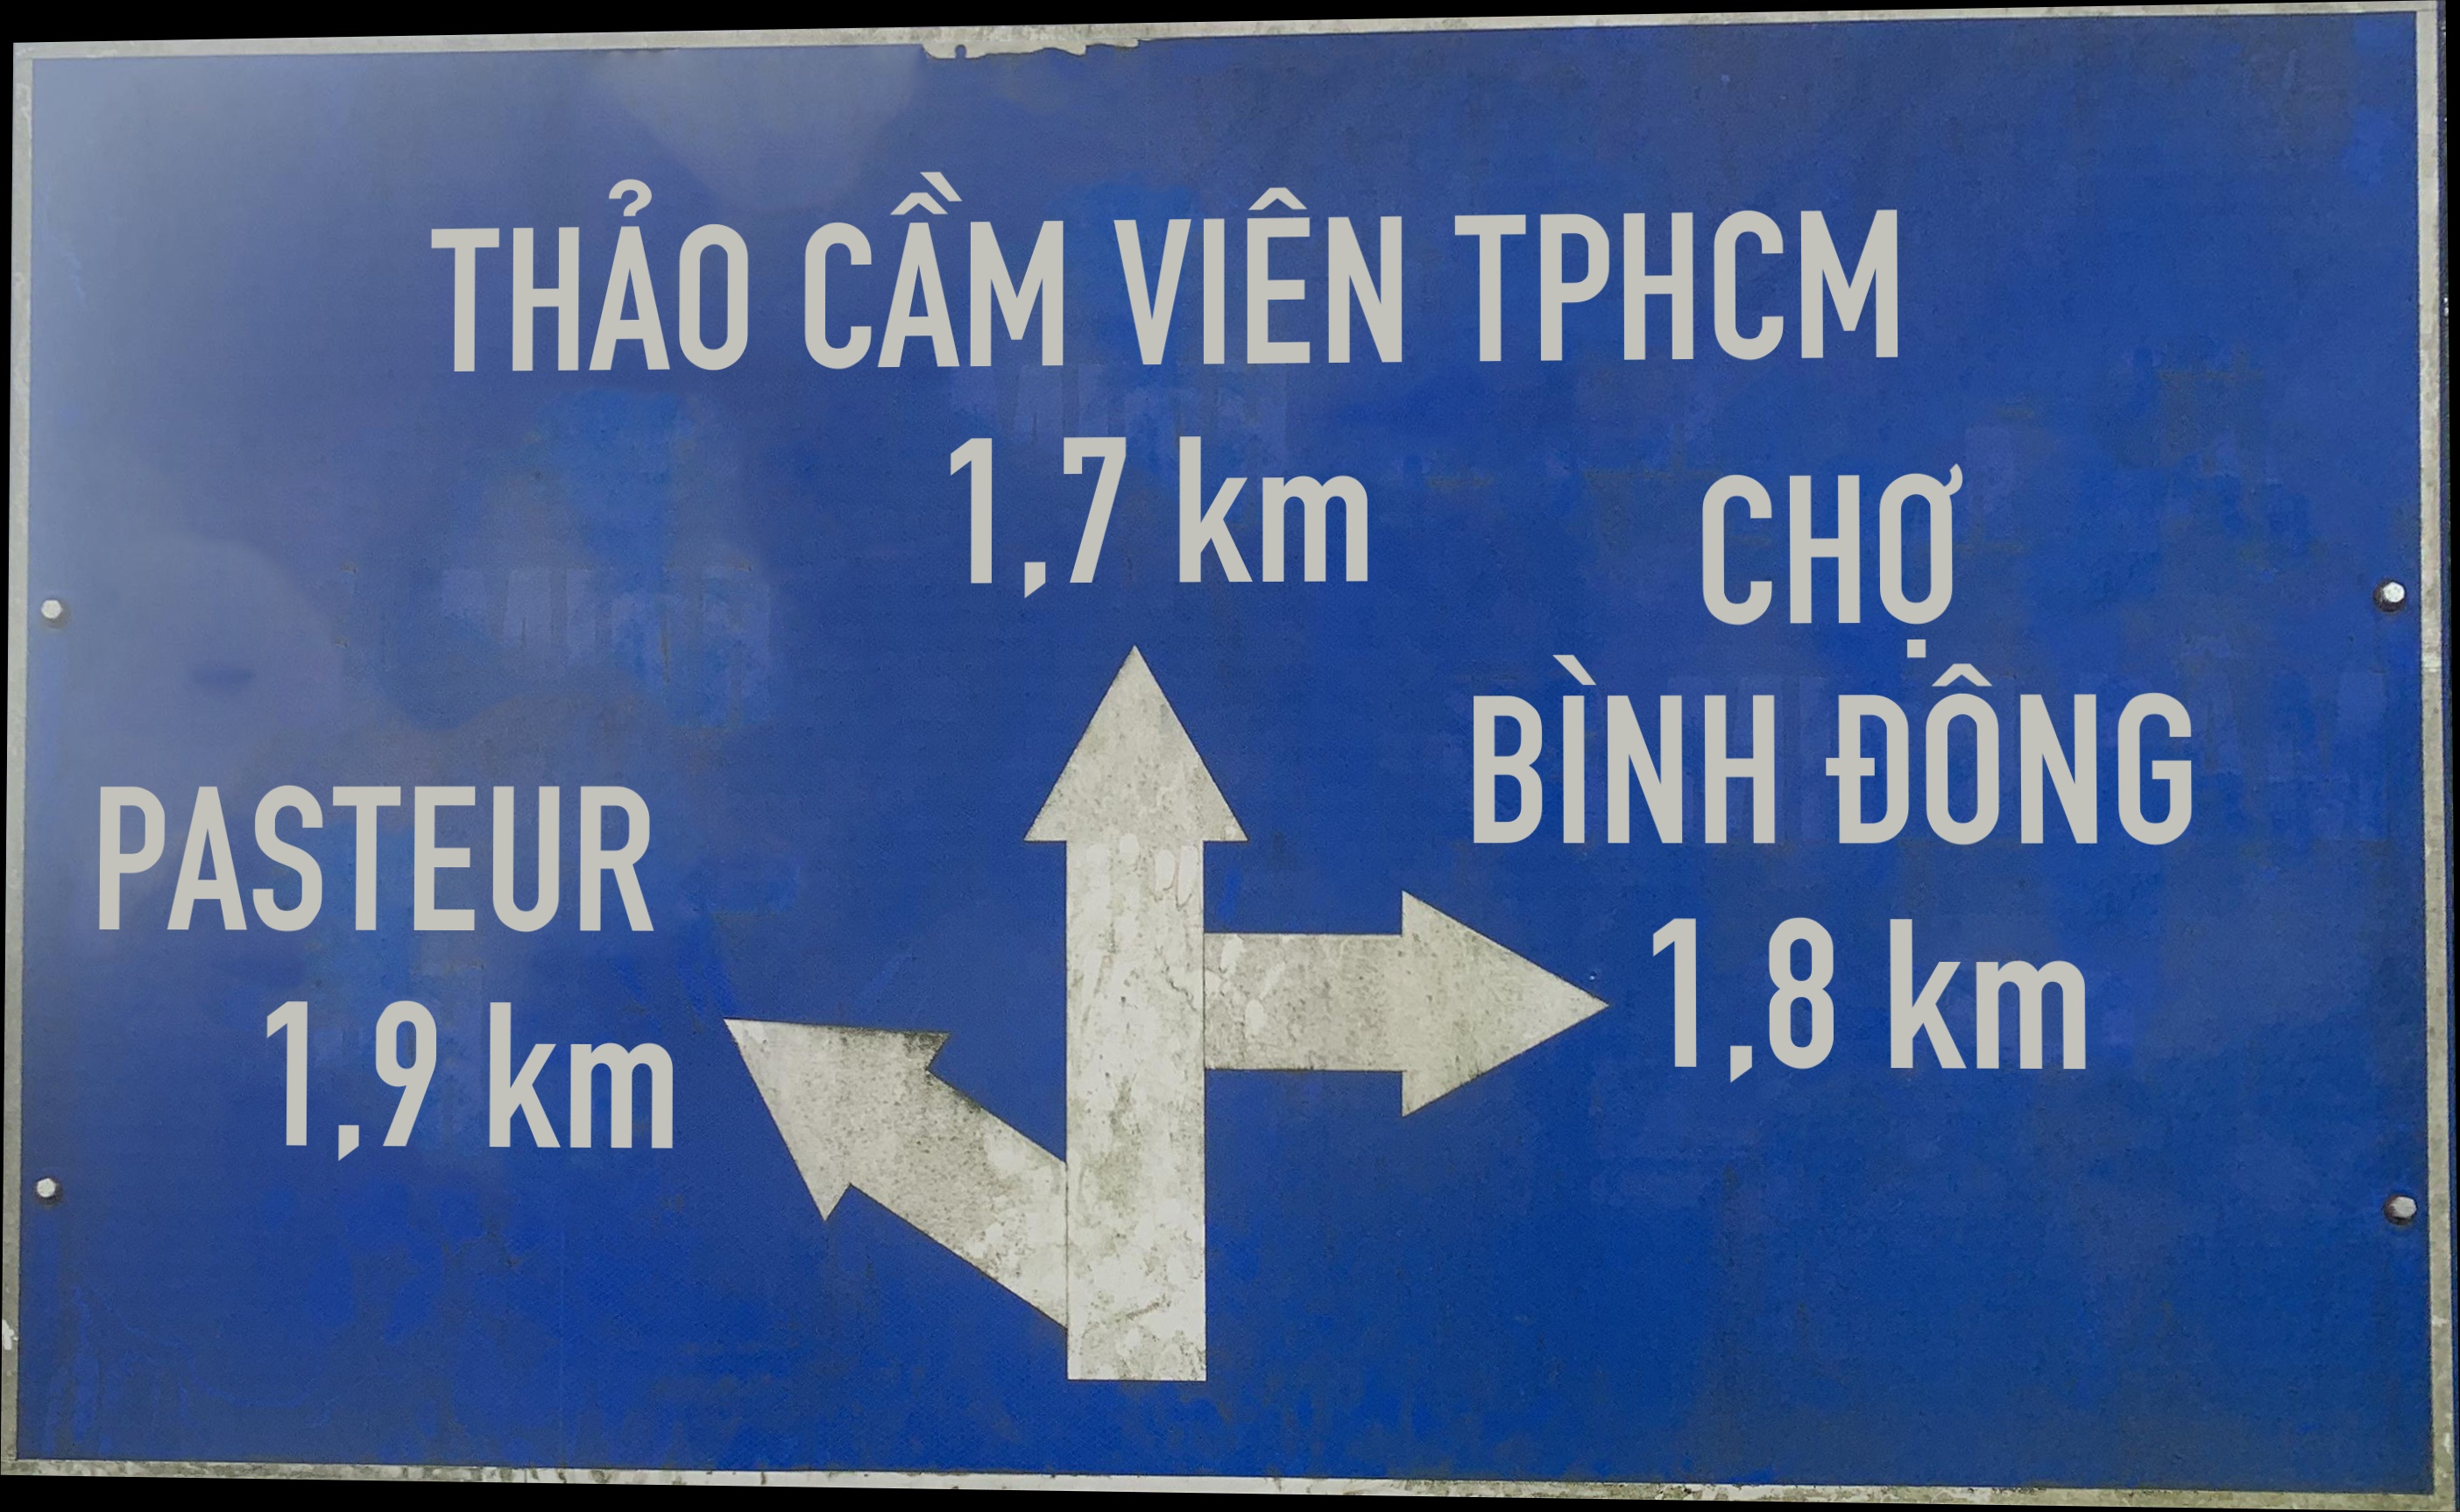 THẢO CẦM VIÊN TPHCM
1,7 km
CHỢ
BÌNH ĐÔNG
1,8 km
PASTEUR
1,9 km